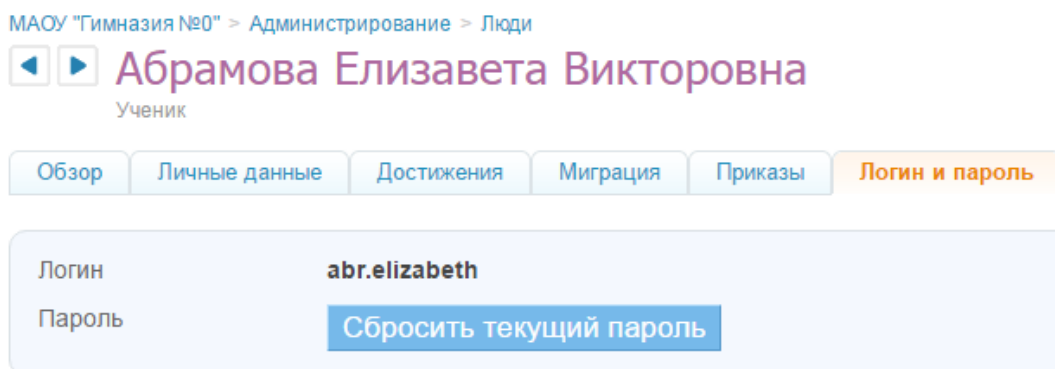 МАОУ "Гимназия №0" > Администрирование > Люди
Абрамова Елизавета Викторовна
Ученик
Обзор Личные данные Достижения Миграция Приказы Логин и пароль
Логин abr.elizabeth
Пароль Сбросить текущий пароль